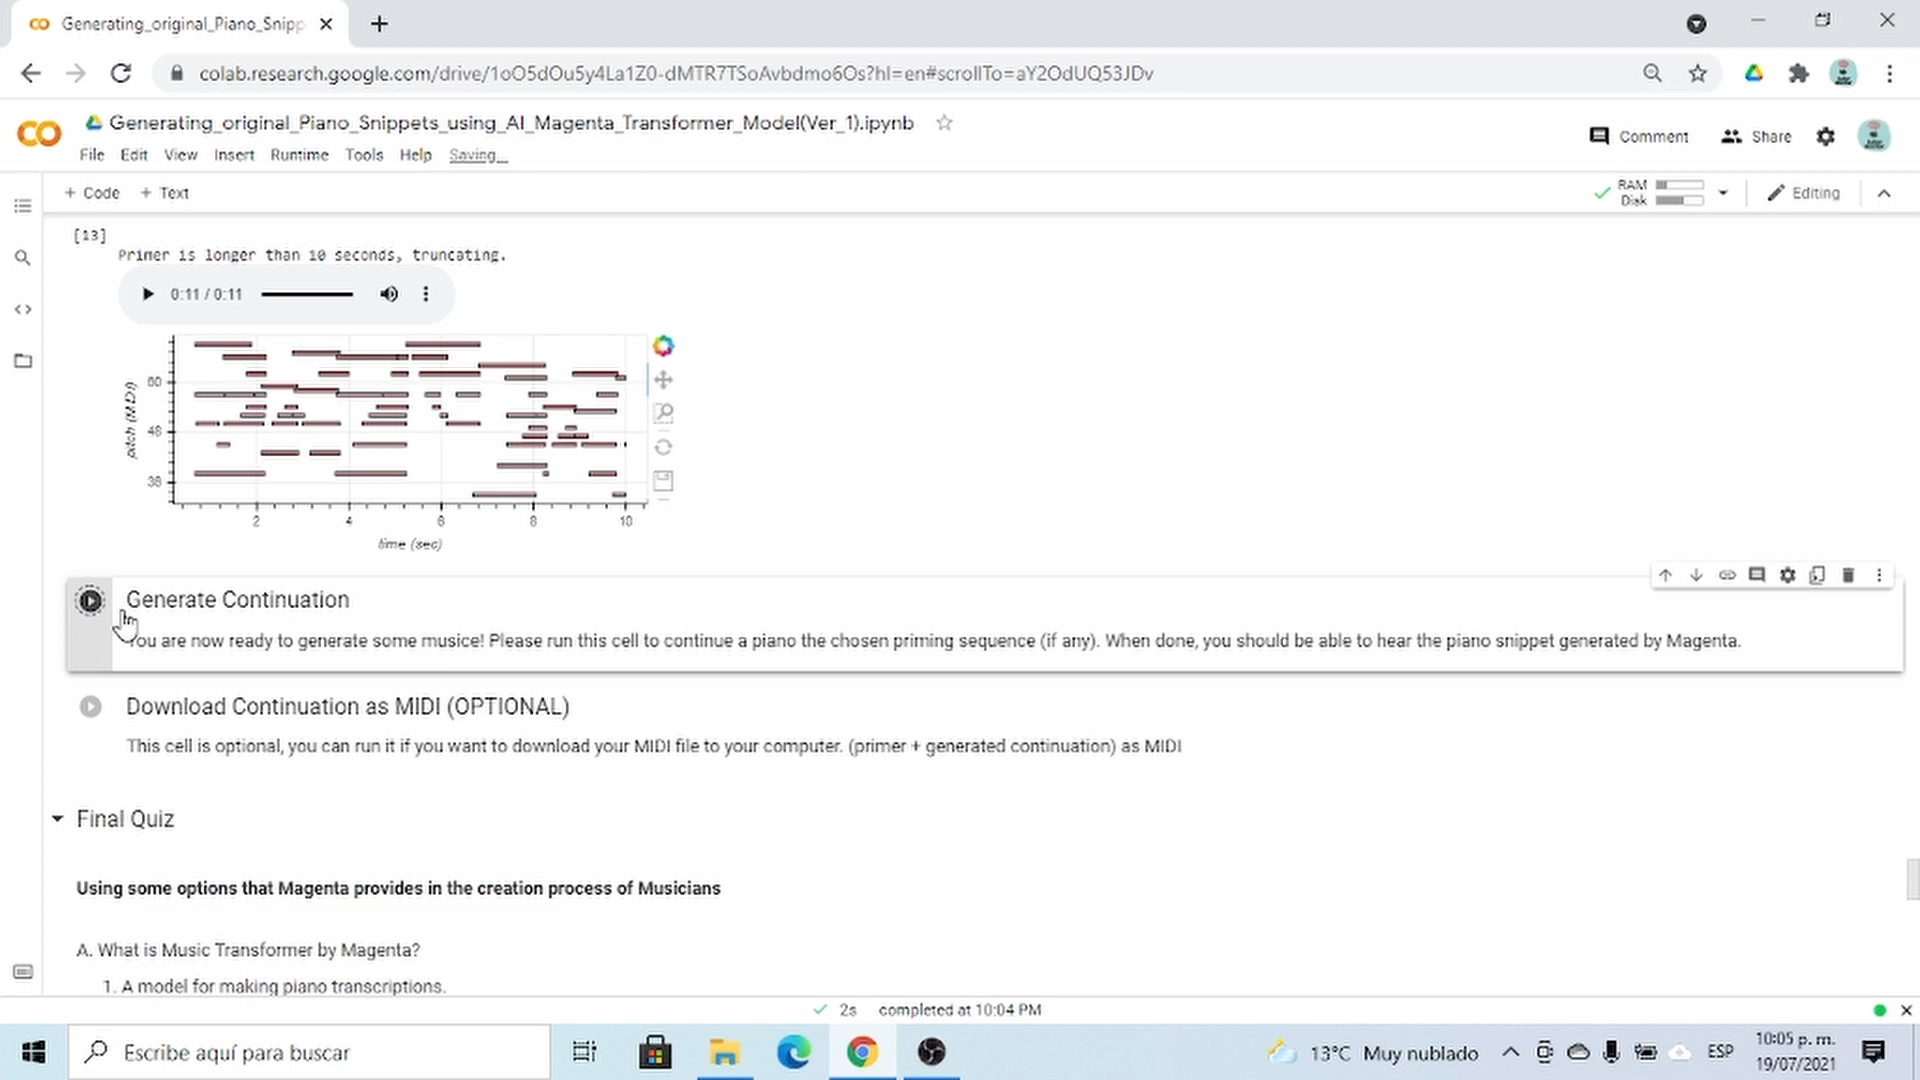 Generating_original_Piano_Snipp
colab.research.google.com/drive/1oO5dOu5y4La1Z0-dMTR7TSoAvbdmo6Os?hl=en#scrollTo=aY2OdUQ53JDv
Generating_original_Piano_Snippets_using_AI_Magenta_Transformer_Model(Ver_1).ipynb
Comment
Share
File Edit View Insert Runtime Tools Help Saving...
+ Code + Text
RAM
Disk
Editing
[13]
Primer is longer than 10 seconds, truncating.
0:11 / 0:11
pitch (MIDI)
60
48
36
2 4 6 8 10
time (sec)
Generate Continuation
You are now ready to generate some musice! Please run this cell to continue a piano the chosen priming sequence (if any). When done, you should be able to hear the piano snippet generated by Magenta.
Download Continuation as MIDI (OPTIONAL)
This cell is optional, you can run it if you want to download your MIDI file to your computer. (primer + generated continuation) as MIDI
Final Quiz
Using some options that Magenta provides in the creation process of Musicians
A. What is Music Transformer by Magenta?
1. A model for making piano transcriptions.
2s completed at 10:04 PM
Escribe aquí para buscar
13°C Muy nublado
ESP
10:05 p. m.
19/07/2021